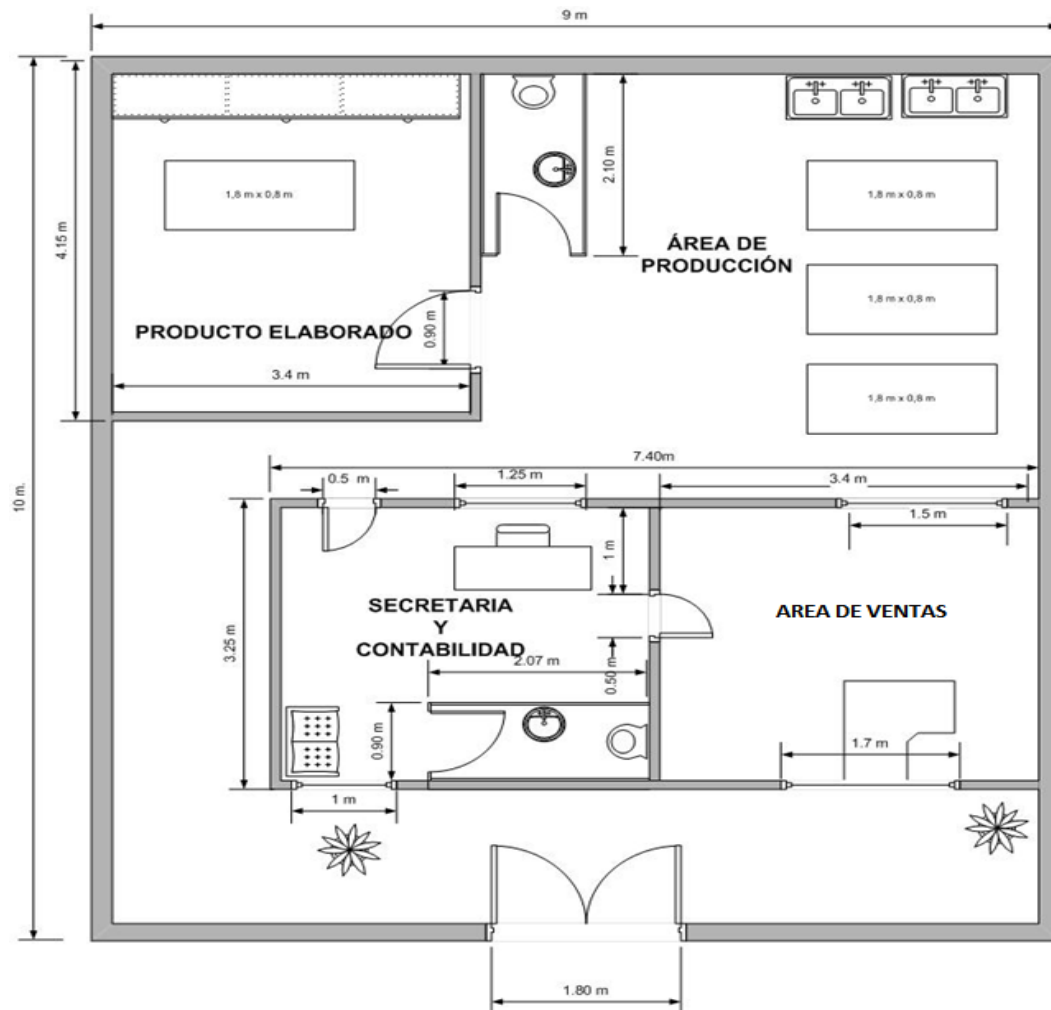 9 m
10 m.
4.15 m
1,8 m x 0,8 m
2.10 m
1,8 m x 0,8 m
ÁREA DE
PRODUCCIÓN
1,8 m x 0,8 m
PRODUCTO ELABORADO
0.90 m
3.4 m
1,8 m x 0,8 m
7.40m
0.5 m
1.25 m
3.4 m
1.5 m
1 m
3.25 m
SECRETARIA
Y
CONTABILIDAD
AREA DE VENTAS
2.07 m
0.50 m
0.90 m
1.7 m
1 m
1.80 m